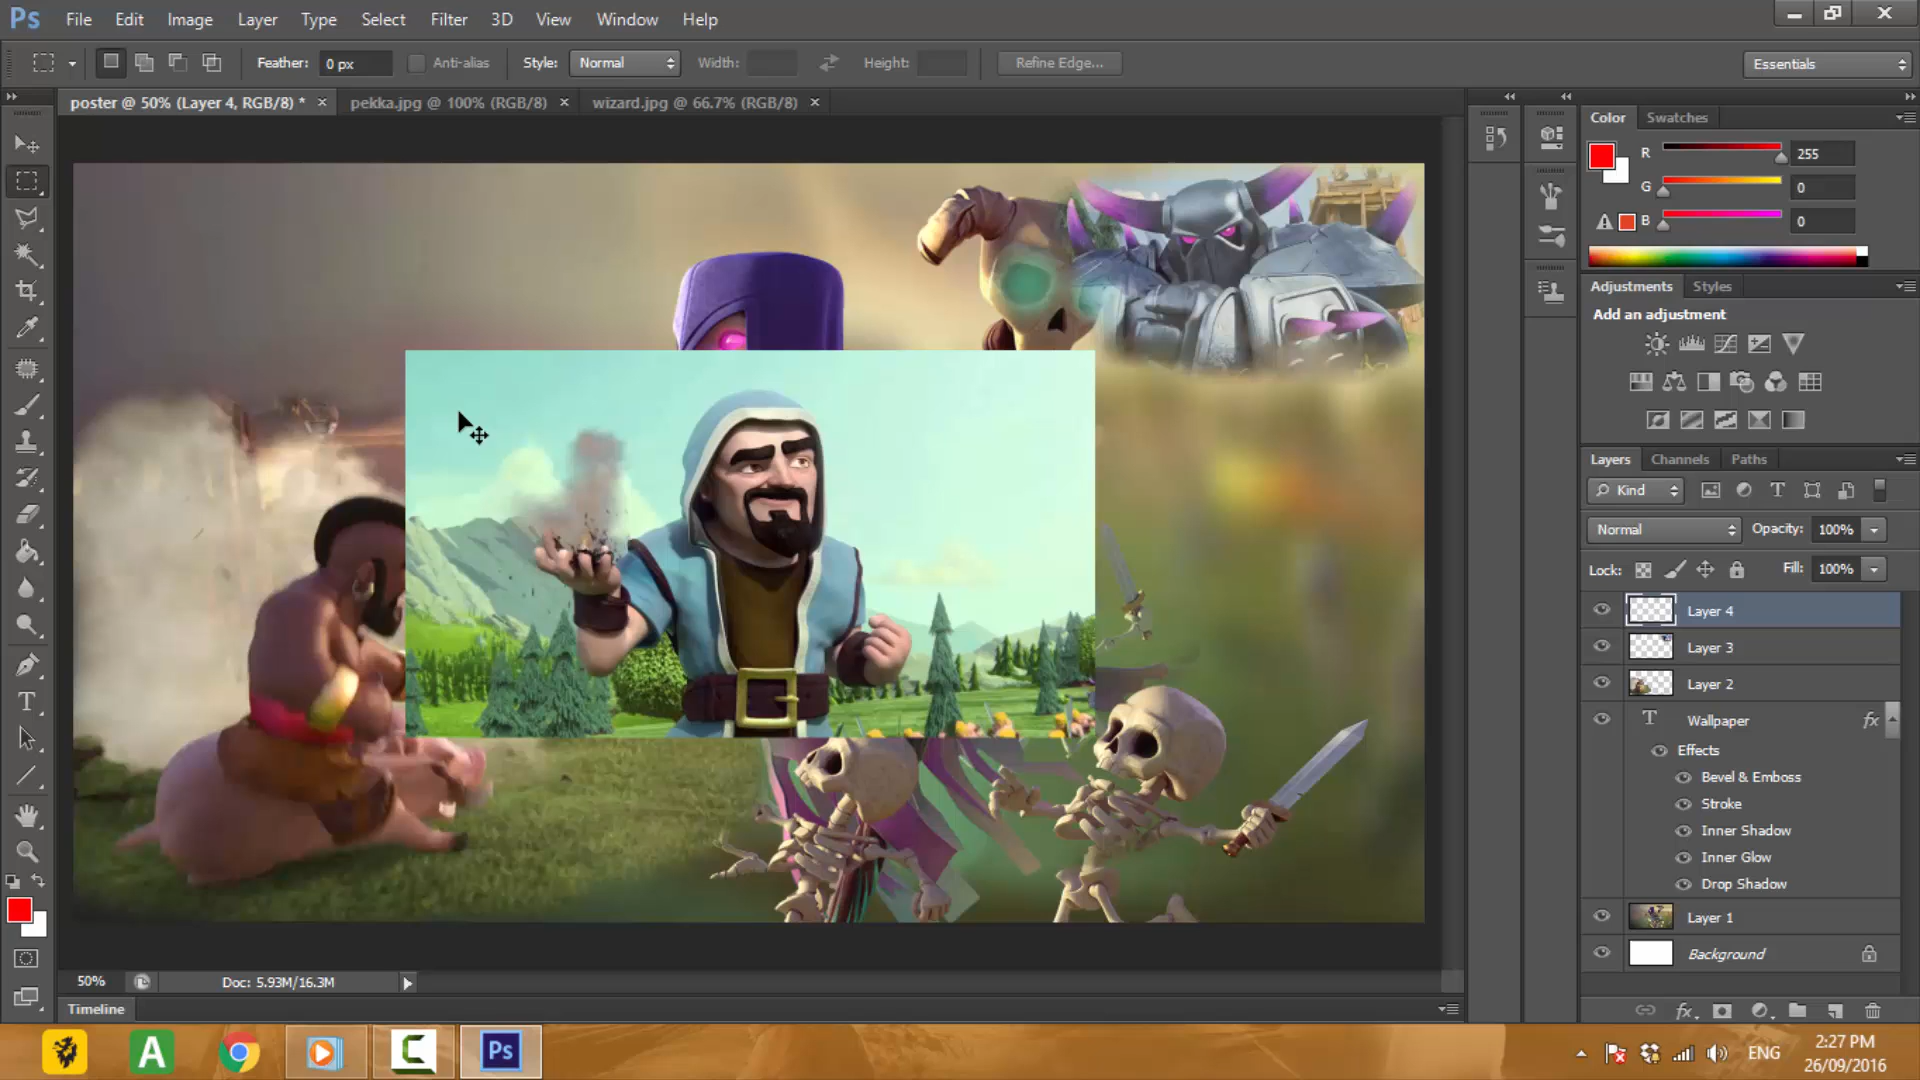 Ps File Edit Image Layer Type Select Filter 3D View Window Help
Feather: 0 px Anti-alias Style: Normal Width: Height: Refine Edge... Essentials
poster @ 50% (Layer 4, RGB/8) * × pekka.jpg @ 100% (RGB/8) × wizard.jpg @ 66.7% (RGB/8) ×
Color Swatches
R 255
G 0
B 0
Adjustments Styles
Add an adjustment
Layers Channels Paths
Kind
Normal Opacity: 100%
Lock: Fill: 100%
Layer 4
Layer 3
Layer 2
T Wallpaper fx
Effects
Bevel & Emboss
Stroke
Inner Shadow
Inner Glow
Drop Shadow
Layer 1
Background
50% Doc: 5.93M/16.3M
Timeline
A C Ps ENG 2:27 PM
26/09/2016